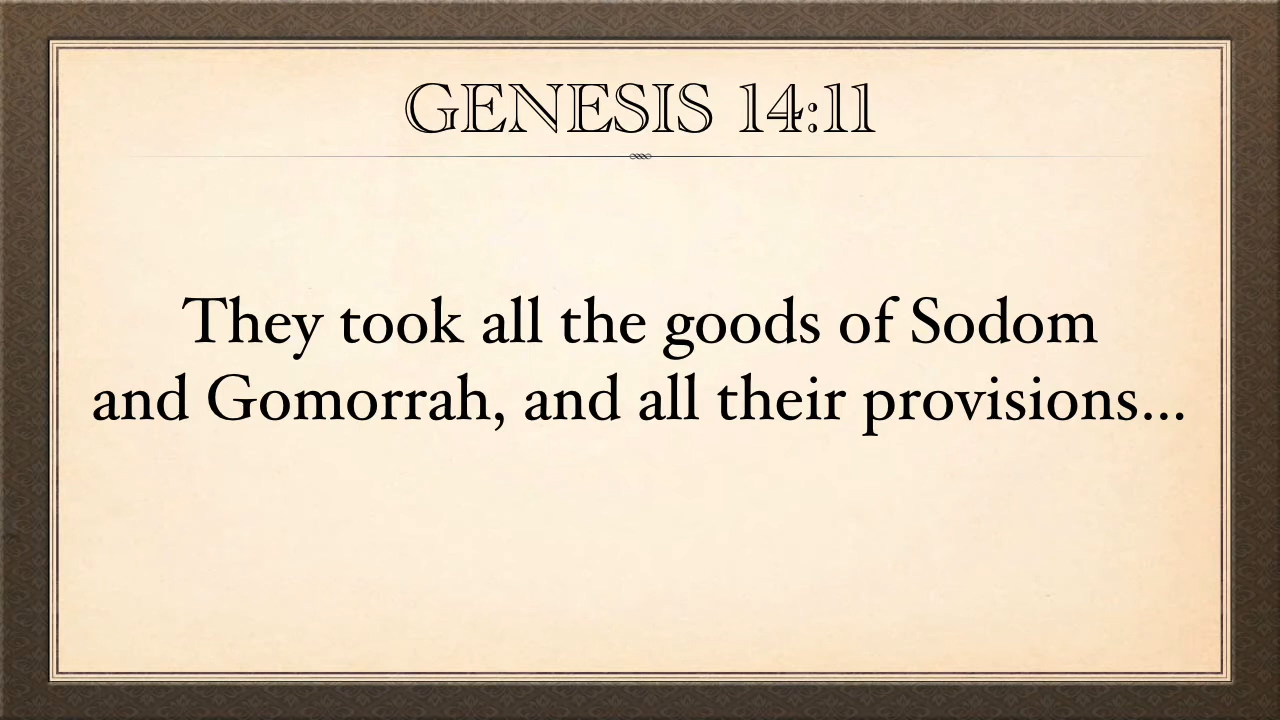 GENESIS 14:11
They took all the goods of Sodom
and Gomorrah, and all their provisions...